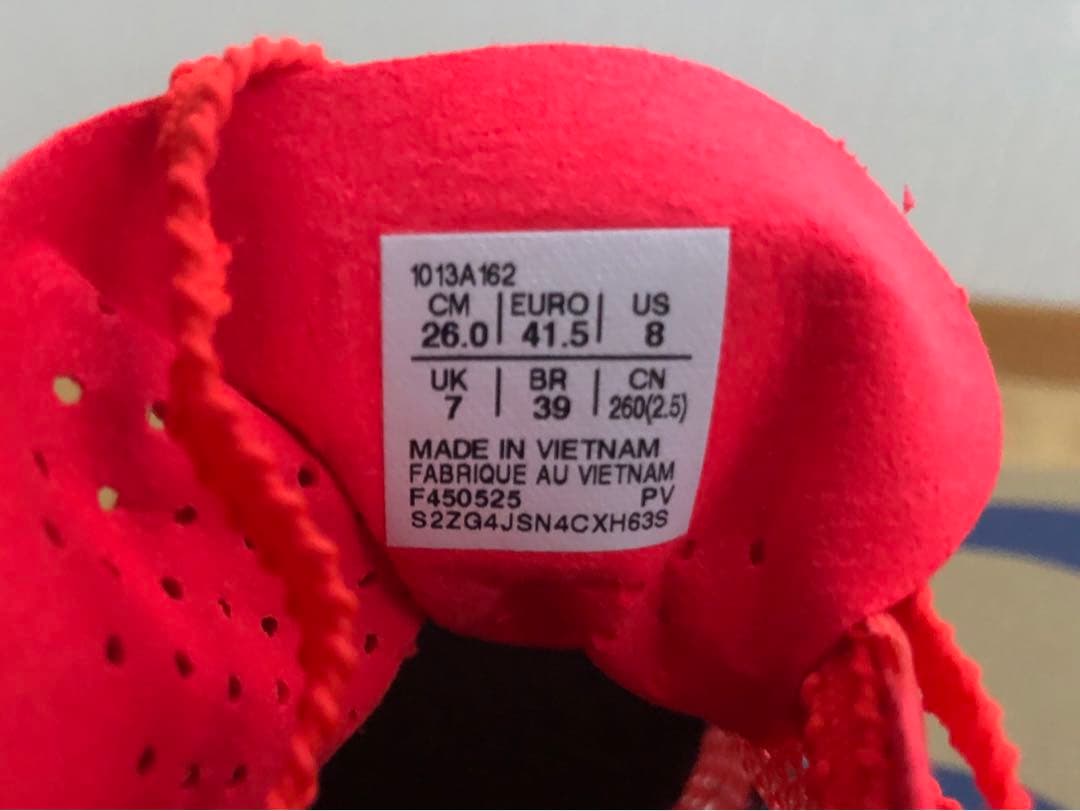 1013A162
CM | EURO | US
26.0 | 41.5 | 8
UK | BR | CN
7 | 39 | 260(2.5)
MADE IN VIETNAM
FABRIQUE AU VIETNAM
F450525 PV
S2ZG4JSN4CXH63S